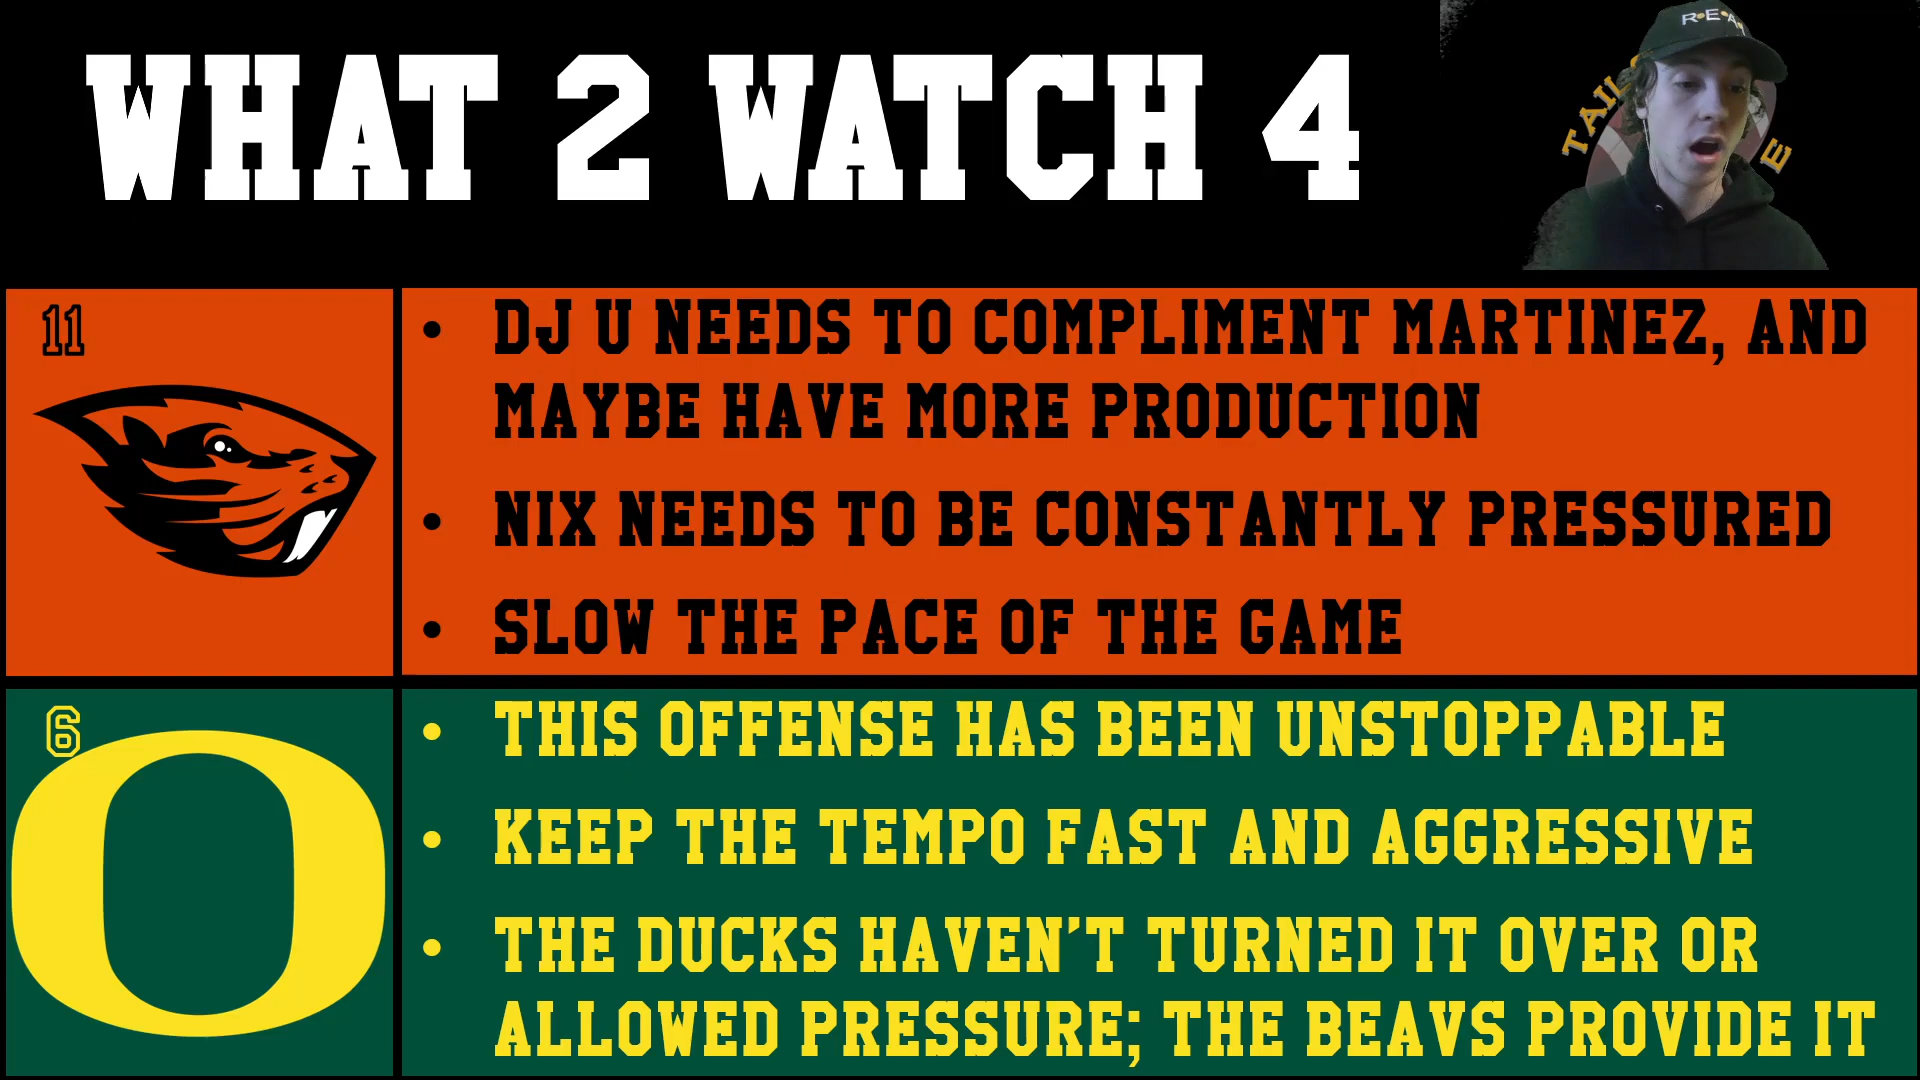 WHAT 2 WATCH 4
R•E•A
TAIL
E
11
• DJ U NEEDS TO COMPLIMENT MARTINEZ, AND
MAYBE HAVE MORE PRODUCTION
• NIX NEEDS TO BE CONSTANTLY PRESSURED
• SLOW THE PACE OF THE GAME
6
O
• THIS OFFENSE HAS BEEN UNSTOPPABLE
• KEEP THE TEMPO FAST AND AGGRESSIVE
• THE DUCKS HAVEN'T TURNED IT OVER OR
ALLOWED PRESSURE; THE BEAVS PROVIDE IT